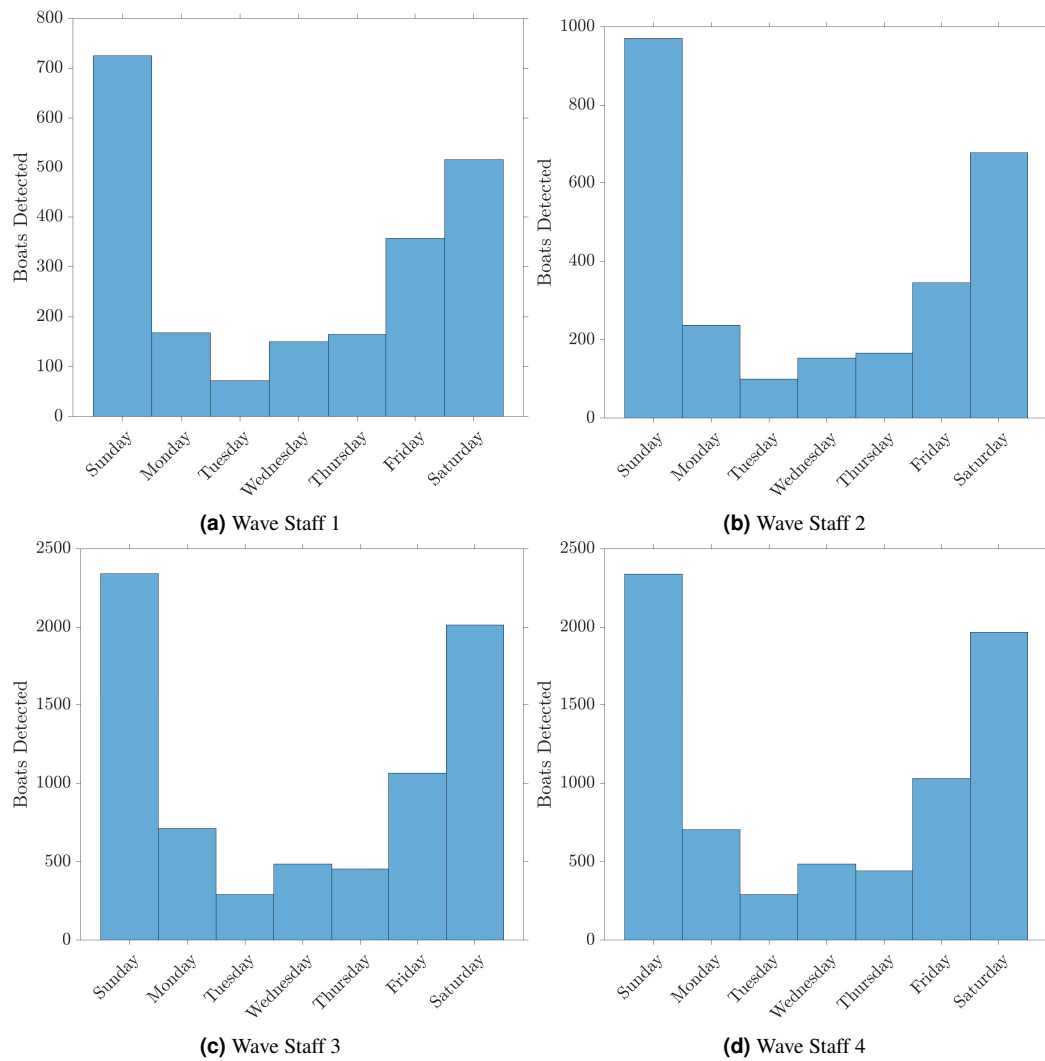 800
700
600
500
400
300
200
100
0
Boats Detected
Sunday
Monday
Tuesday
Wednesday
Thursday
Friday
Saturday
(a) Wave Staff 1
1000
800
600
400
200
0
Boats Detected
Sunday
Monday
Tuesday
Wednesday
Thursday
Friday
Saturday
(b) Wave Staff 2
2500
2000
1500
1000
500
0
Boats Detected
Sunday
Monday
Tuesday
Wednesday
Thursday
Friday
Saturday
(c) Wave Staff 3
2500
2000
1500
1000
500
0
Boats Detected
Sunday
Monday
Tuesday
Wednesday
Thursday
Friday
Saturday
(d) Wave Staff 4